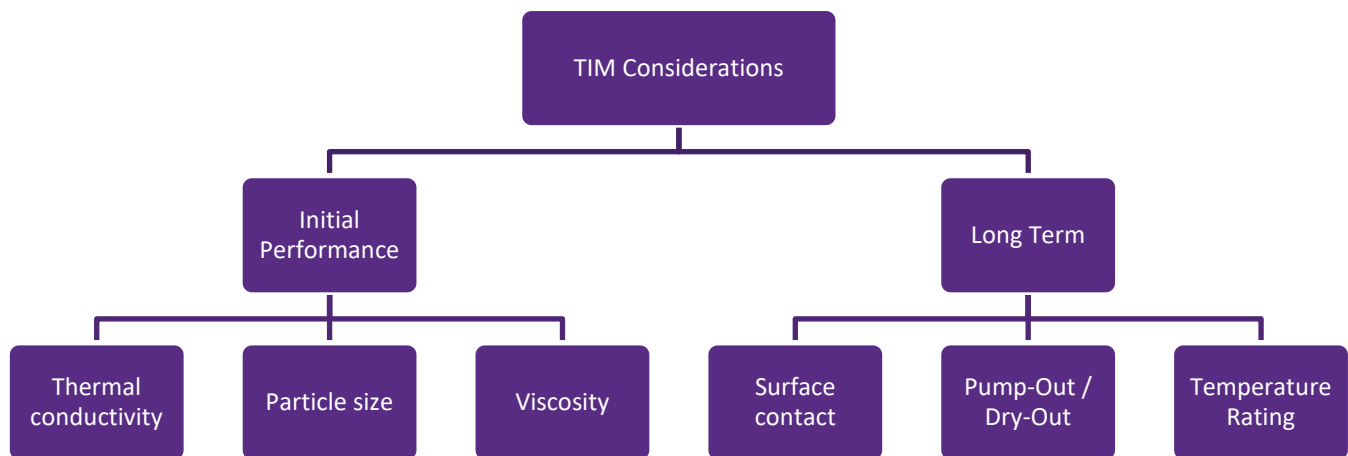 TIM Considerations
Initial
Performance
Long Term
Thermal
conductivity
Particle size
Viscosity
Surface
contact
Pump-Out /
Dry-Out
Temperature
Rating